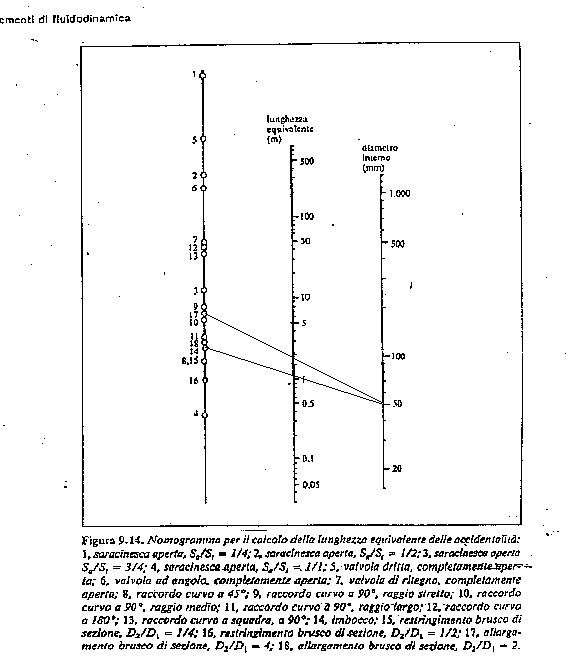 ementi di fluidodinamica
lunghezza
equivalente
(m)
diametro
interno
(mm)
1
5
2
6
7
12
13
3
9
17
10
11
18
14
8,15
16
4
500
100
50
10
5
1
0.5
0.1
0.05
1.000
500
100
50
20
Figura 9.14. Nomogramma per il calcolo della lunghezza equivalente delle accidentalità:
1, saracinesca aperta, Sₐ/Sₜ = 1/4; 2, saracinesca aperta, Sₐ/Sₜ = 1/2; 3, saracinesca aperta
Sₐ/Sₜ = 3/4; 4, saracinesca aperta, Sₐ/Sₜ = 1/1; 5, valvola dritta, completamente aper-
ta; 6, valvola ad angolo, completamente aperta; 7, valvola di ritegno, completamente
aperta; 8, raccordo curvo a 45°; 9, raccordo curvo a 90°, raggio stretto; 10, raccordo
curvo a 90°, raggio medio; 11, raccordo curvo a 90°, raggio largo; 12, raccordo curvo
a 180°; 13, raccordo curvo a squadra, a 90°; 14, imbocco; 15, restringimento brusco di
sezione, D₂/D₁ = 1/4; 16, restringimento brusco di sezione, D₂/D₁ = 1/2; 17, allarga-
mento brusco di sezione, D₂/D₁ = 4; 18, allargamento brusco di sezione, D₂/D₁ = 2.